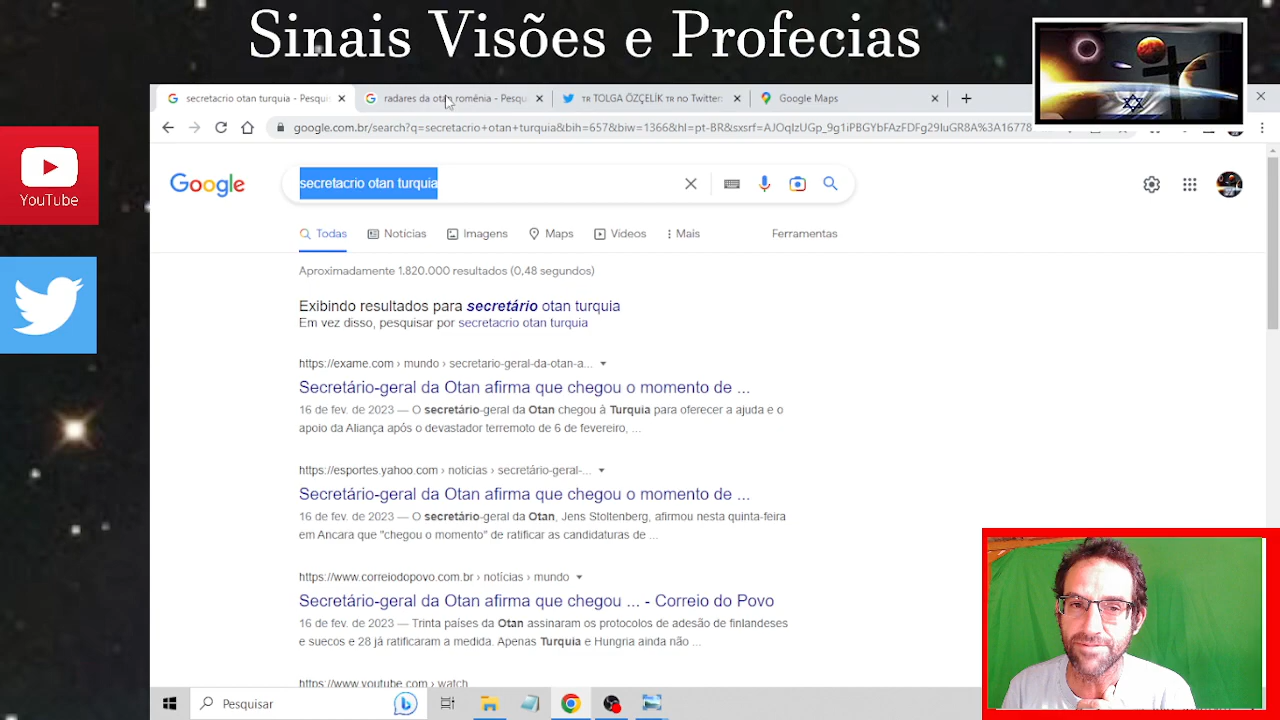 Sinais Visões e Profecias
secretacrio otan turquia - Pesqui
radares da otan romênia - Pesqu
TR TOLGA ÖZÇELİK TR no Twitter:
Google Maps
google.com.br/search?q=secretacrio+otan+turquia&bih=657&biw=1366&hl=pt-BR&sxsrf=AJOqlzUGp_9g1iPBGYbFAzFDFg29IuGR8A%3A16778
YouTube
Google
secretacrio otan turquia
Todas
Notícias
Imagens
Maps
Vídeos
Mais
Ferramentas
Aproximadamente 1.820.000 resultados (0,48 segundos)
Exibindo resultados para secretário otan turquia
Em vez disso, pesquisar por secretacrio otan turquia
https://exame.com › mundo › secretario-geral-da-otan-a...
Secretário-geral da Otan afirma que chegou o momento de ...
16 de fev. de 2023 — O secretário-geral da Otan chegou à Turquia para oferecer a ajuda e o
apoio da Aliança após o devastador terremoto de 6 de fevereiro, ...
https://esportes.yahoo.com › noticias › secretário-geral-...
Secretário-geral da Otan afirma que chegou o momento de ...
16 de fev. de 2023 — O secretário-geral da Otan, Jens Stoltenberg, afirmou nesta quinta-feira
em Ancara que "chegou o momento" de ratificar as candidaturas de ...
https://www.correiodopovo.com.br › notícias › mundo
Secretário-geral da Otan afirma que chegou ... - Correio do Povo
16 de fev. de 2023 — Trinta países da Otan assinaram os protocolos de adesão de finlandeses
e suecos e 28 já ratificaram a medida. Apenas Turquia e Hungria ainda não ...
https://www.youtube.com › watch
Pesquisar